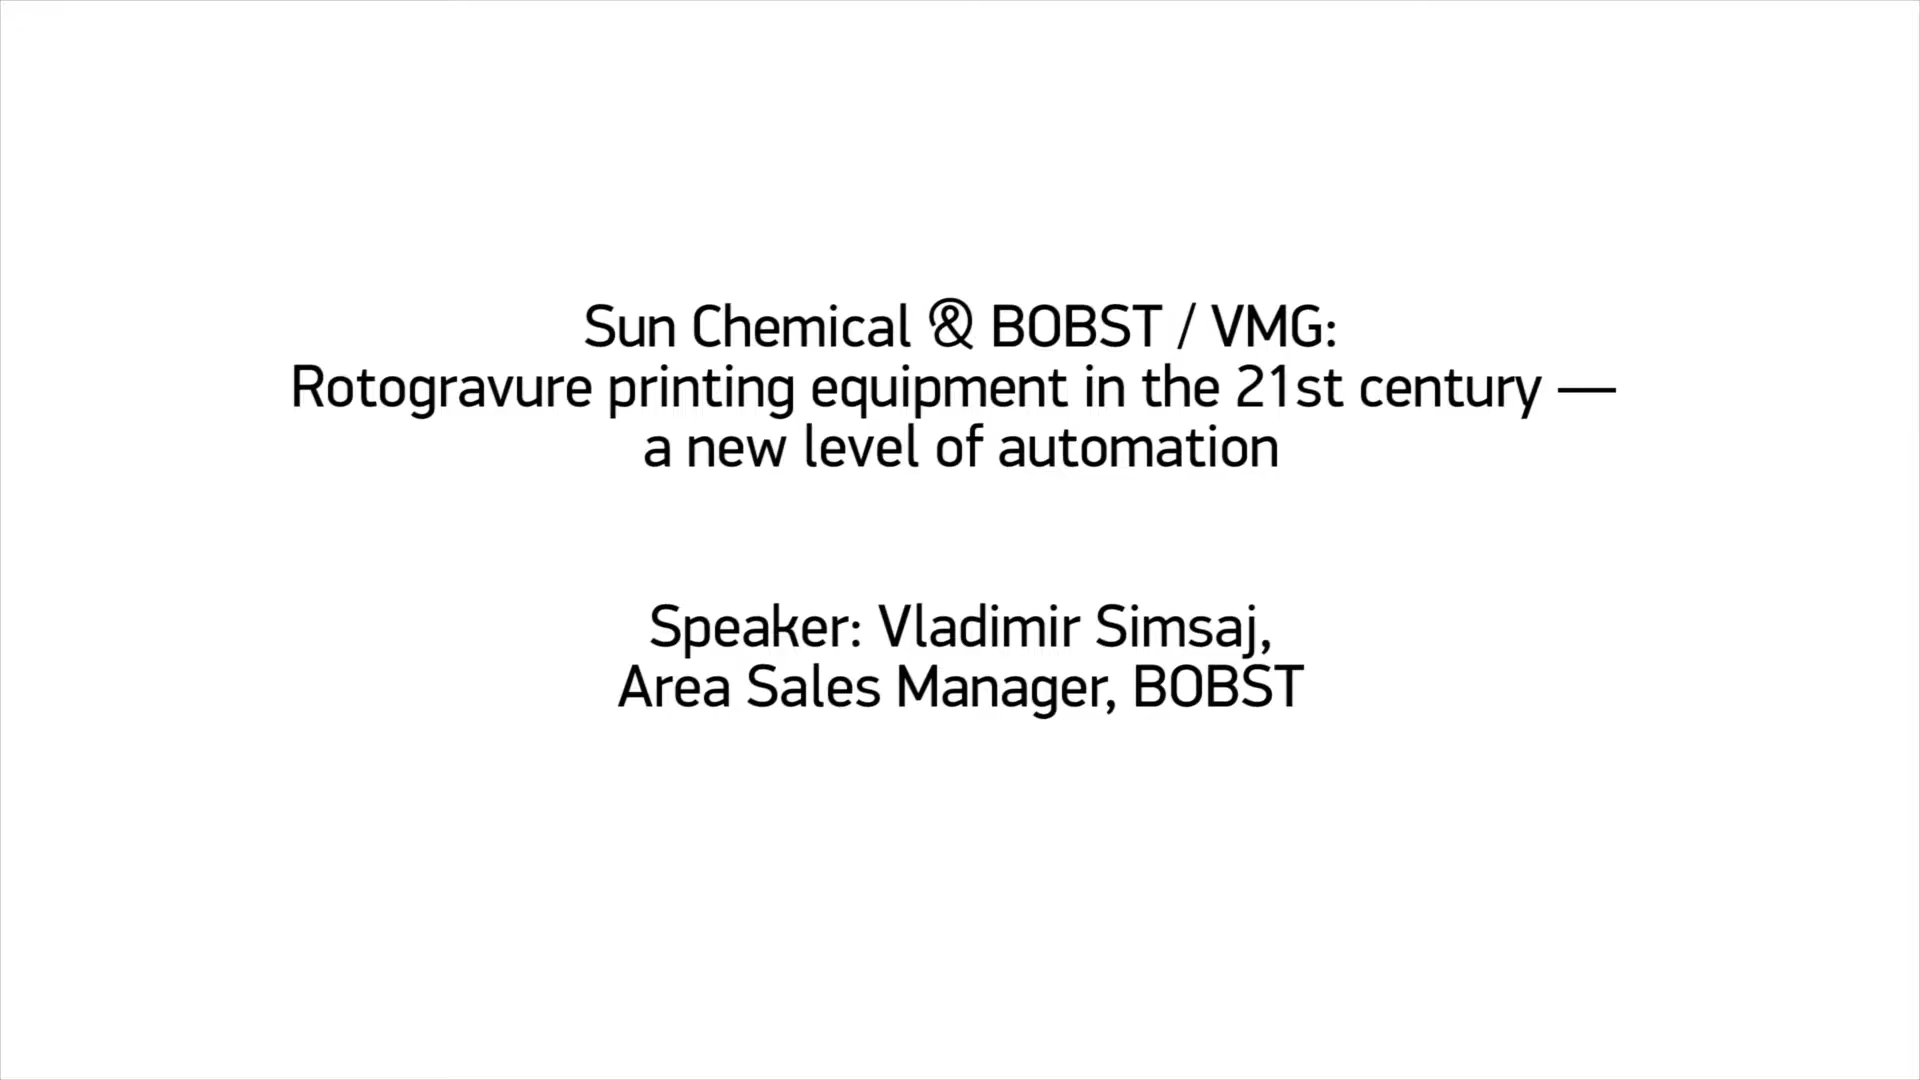 Sun Chemical & BOBST / VMG:
Rotogravure printing equipment in the 21st century —
a new level of automation
Speaker: Vladimir Simsaj,
Area Sales Manager, BOBST